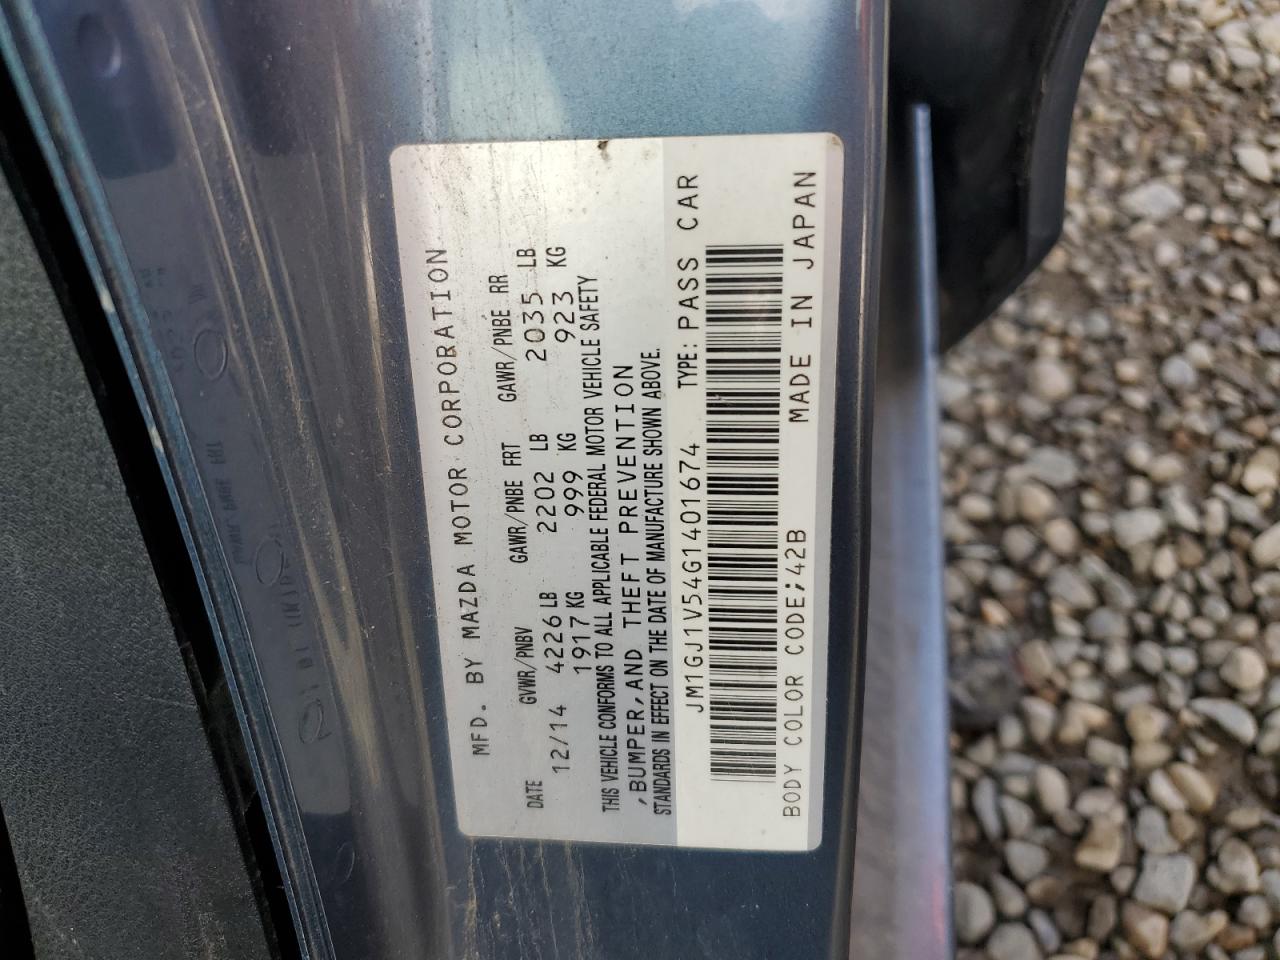 MFD. BY MAZDA MOTOR CORPORATION
DATE GVWR/PNBV GAWR/PNBE FRT GAWR/PNBE RR
12/14 4226 LB 2202 LB 2035 LB
1917 KG 999 KG 923 KG
THIS VEHICLE CONFORMS TO ALL APPLICABLE FEDERAL MOTOR VEHICLE SAFETY
,BUMPER,AND THEFT PREVENTION
STANDARDS IN EFFECT ON THE DATE OF MANUFACTURE SHOWN ABOVE.
JM1GJ1V54G1401674 TYPE: PASS CAR
BODY COLOR CODE;42B MADE IN JAPAN